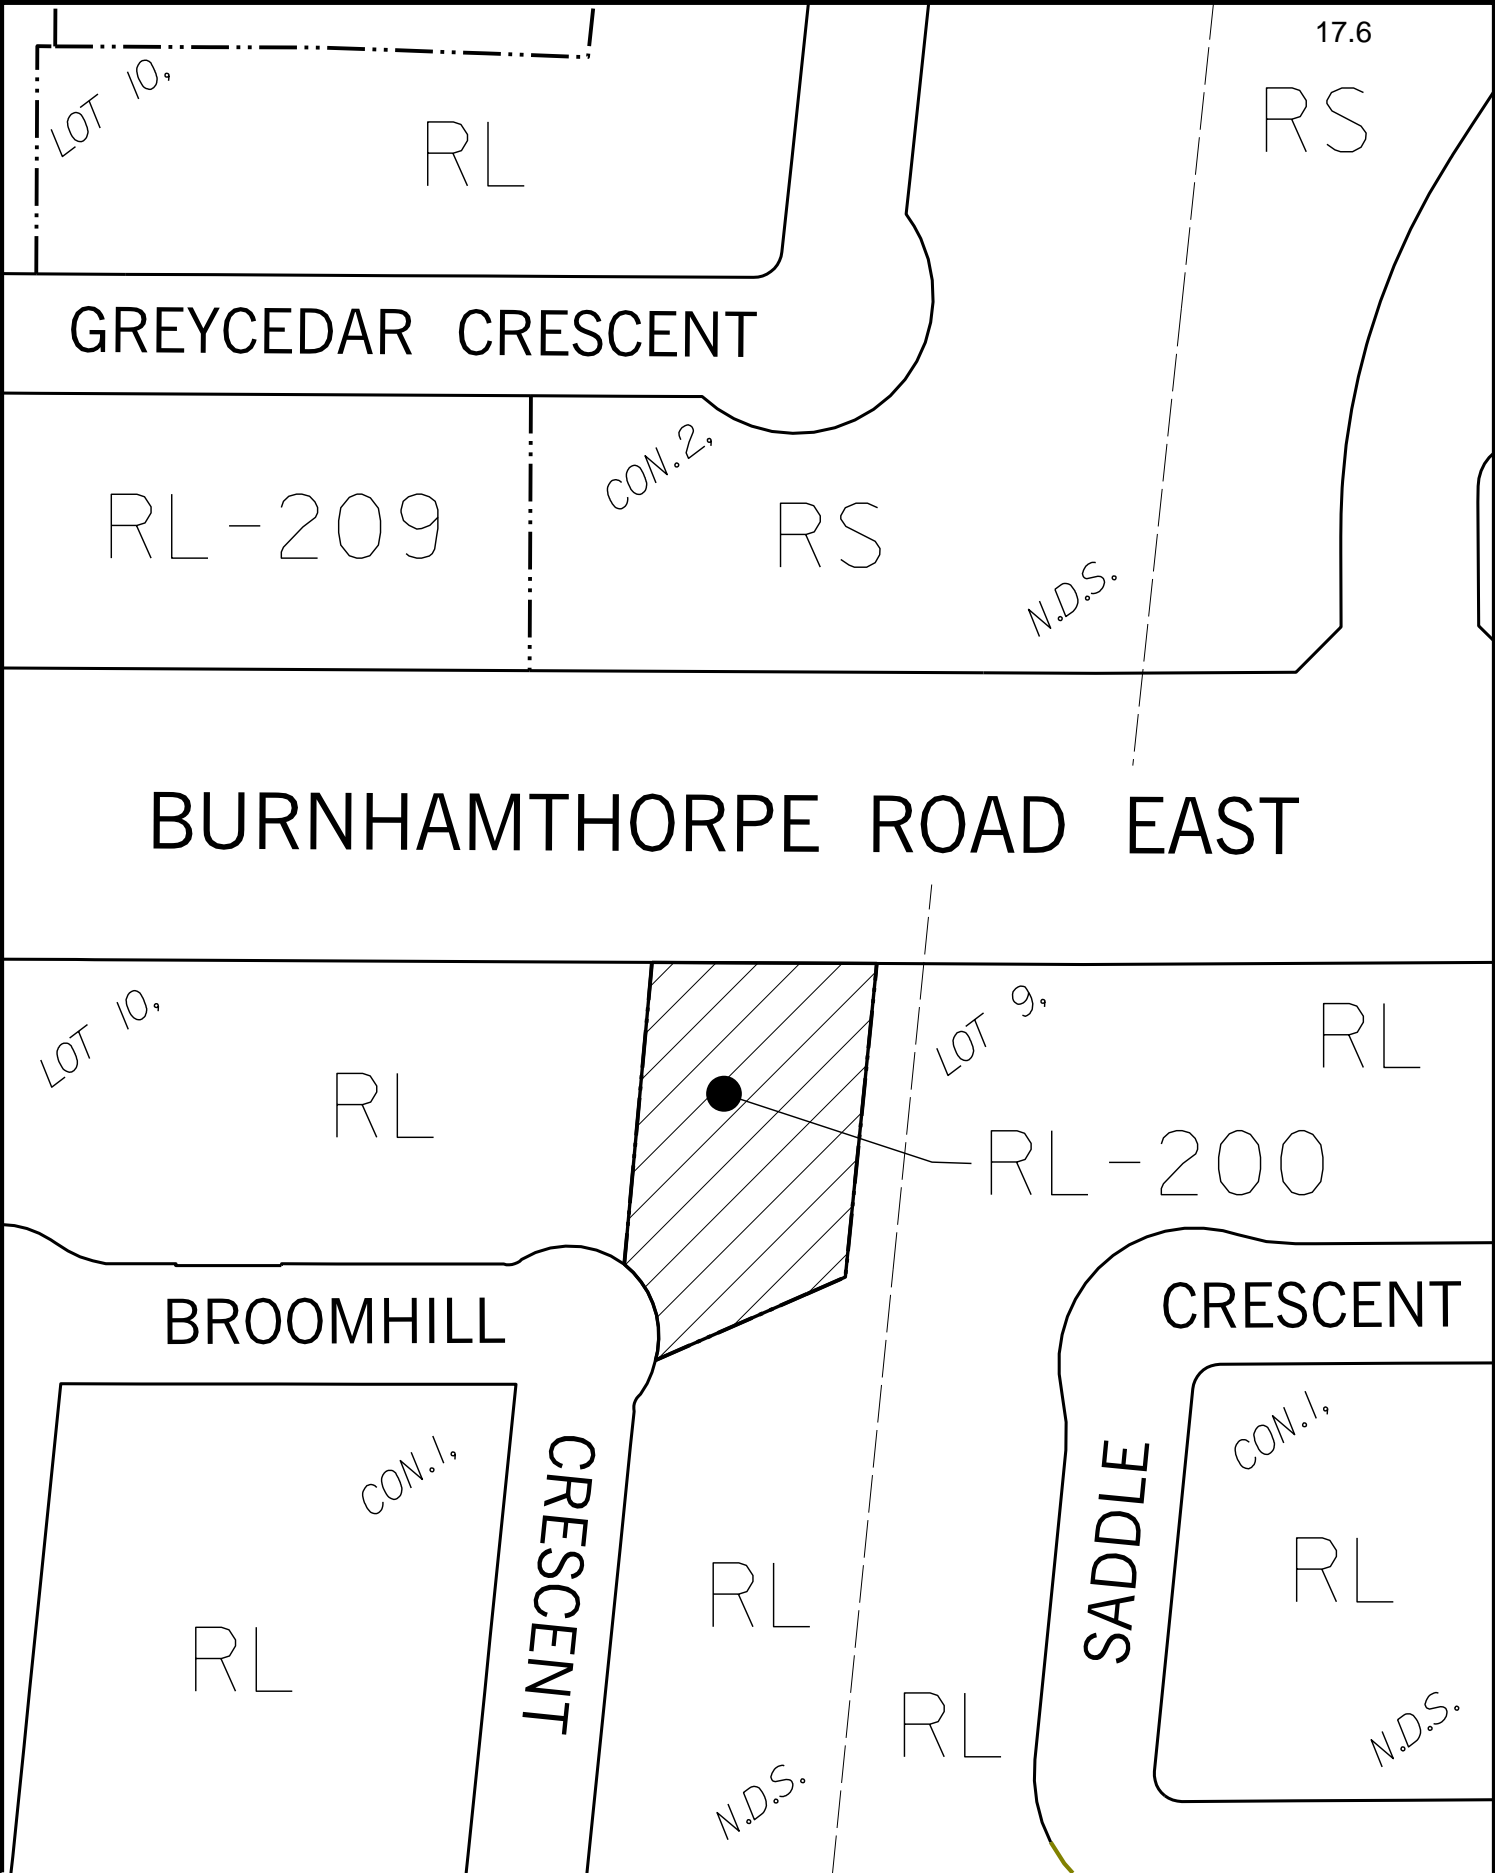 17.6
RS
LOT 10,
RL
GREYCEDAR CRESCENT
CON.2,
RL-209
RS
N.D.S.
BURNHAMTHORPE ROAD EAST
LOT 10,
LOT 9,
RL
RL
RL-200
BROOMHILL
CRESCENT
CRESCENT
SADDLE
CON.1,
CON.1,
RL
RL
RL
RL
N.D.S.
N.D.S.